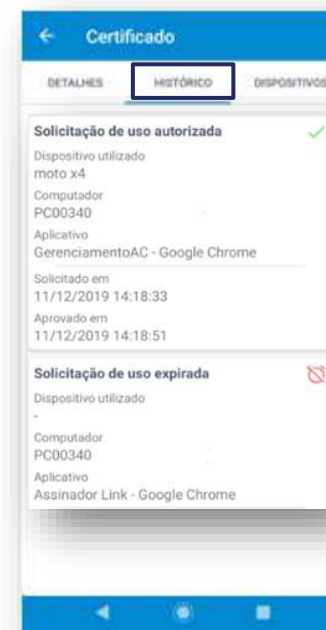 Certificado
DETALHES HISTÓRICO DISPOSITIVOS
Solicitação de uso autorizada
Dispositivo utilizado
moto x4
Computador
PC00340
Aplicativo
GerenciamentoAC - Google Chrome
Solicitado em
11/12/2019 14:18:33
Aprovado em
11/12/2019 14:18:51
Solicitação de uso expirada
Dispositivo utilizado
-
Computador
PC00340
Aplicativo
Assinador Link - Google Chrome